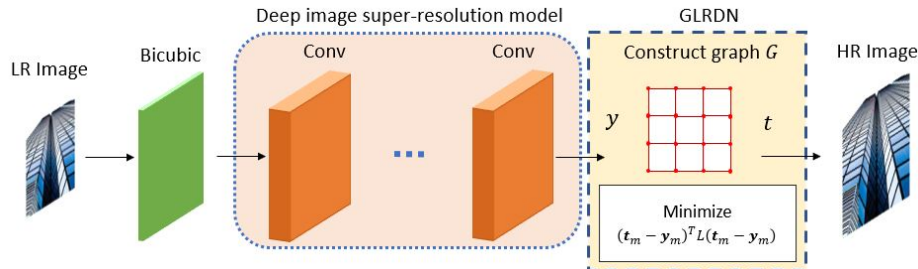 Deep image super-resolution model
GLRDN
LR Image
Bicubic
Conv
Conv
Construct graph G
HR Image
y
t
...
Minimize
(t_m − y_m)^T L(t_m − y_m)